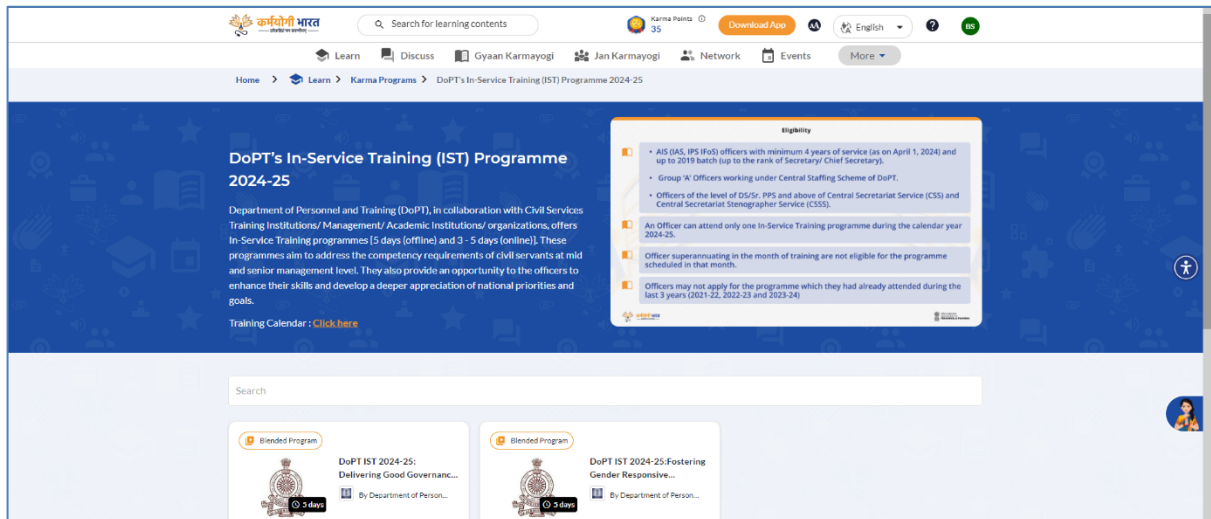 कर्मयोगी भारत
Search for learning contents
Karma Points
35
Download App
AA
English
?
BS
Learn
Discuss
Gyaan Karmayogi
Jan Karmayogi
Network
Events
More
Home
Learn
Karma Programs
DoPT's In-Service Training (IST) Programme 2024-25
DoPT's In-Service Training (IST) Programme
2024-25
Department of Personnel and Training (DoPT), in collaboration with Civil Services
Training Institutions/ Management/ Academic Institutions/ organizations, offers
In-Service Training programmes [5 days (offline) and 3 - 5 days (online)]. These
programmes aim to address the competency requirements of civil servants at mid
and senior management level. They also provide an opportunity to the officers to
enhance their skills and develop a deeper appreciation of national priorities and
goals.
Training Calendar : Click here
Eligibility
• AIS (IAS, IPS IFoS) officers with minimum 4 years of service (as on April 1, 2024) and
up to 2019 batch (up to the rank of Secretary/ Chief Secretary).
• Group 'A' Officers working under Central Staffing Scheme of DoPT.
• Officers of the level of DS/Sr. PPS and above of Central Secretariat Service (CSS) and
Central Secretariat Stenographer Service (CSSS).
An Officer can attend only one In-Service Training programme during the calendar year
2024-25.
Officer superannuating in the month of training are not eligible for the programme
scheduled in that month.
Officers may not apply for the programme which they had already attended during the
last 3 years (2021-22, 2022-23 and 2023-24)
Search
Blended Program
DoPT IST 2024-25:
Delivering Good Governanc...
By Department of Person...
5 days
Blended Program
DoPT IST 2024-25:Fostering
Gender Responsive...
By Department of Person...
5 days